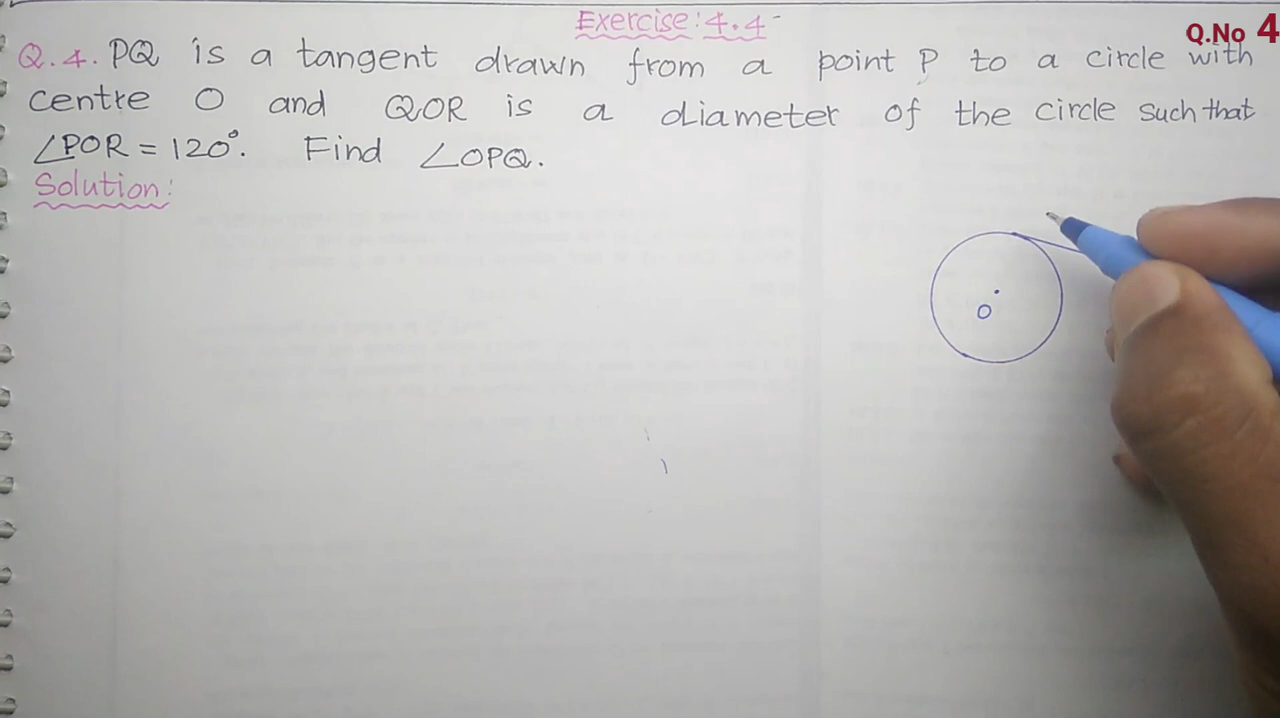 Exercise: 4.4
Q.No 4
Q.4. PQ is a tangent drawn from a point P to a circle with
centre O and QOR is a diameter of the circle such that
∠POR = 120°. Find ∠OPQ.
Solution:
O